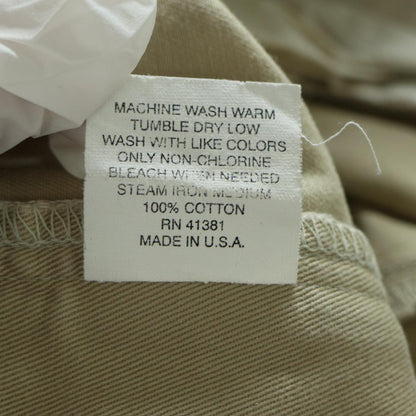 MACHINE WASH WARM
TUMBLE DRY LOW
WASH WITH LIKE COLORS
ONLY NON-CHLORINE
BLEACH WHEN NEEDED
STEAM IRON MEDIUM
100% COTTON
RN 41381
MADE IN U.S.A.